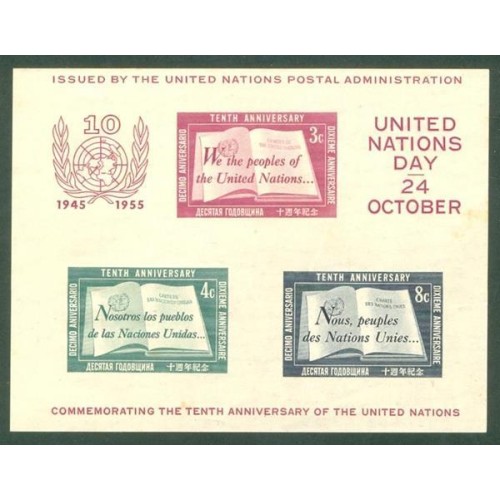 ISSUED BY THE UNITED NATIONS POSTAL ADMINISTRATION
10
1945 1955
TENTH ANNIVERSARY
DECIMO ANIVERSARIO
3c
We the peoples of
the United Nations...
DIXIEME ANNIVERSAIRE
ДЕСЯТАЯ ГОДОВЩИНА 十週年紀念
UNITED
NATIONS
DAY
24
OCTOBER
TENTH ANNIVERSARY
DECIMO ANIVERSARIO
4c
Nosotros los pueblos
de las Naciones Unidas...
DIXIEME ANNIVERSAIRE
ДЕСЯТАЯ ГОДОВЩИНА 十週年紀念
TENTH ANNIVERSARY
DECIMO ANIVERSARIO
8c
Nous, peuples
des Nations Unies...
DIXIEME ANNIVERSAIRE
ДЕСЯТАЯ ГОДОВЩИНА 十週年紀念
COMMEMORATING THE TENTH ANNIVERSARY OF THE UNITED NATIONS